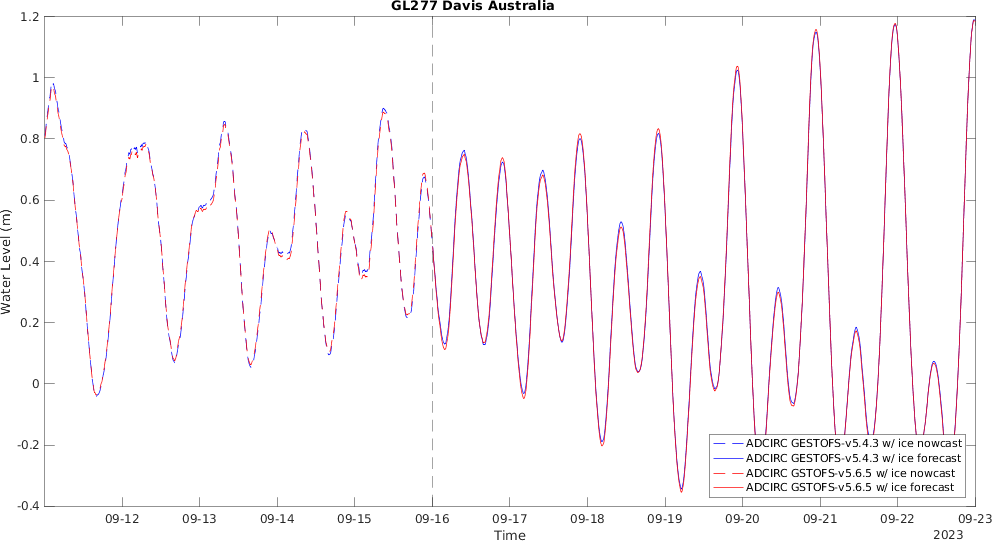 GL277 Davis Australia
1.2
1
0.8
0.6
0.4
0.2
0
-0.2
-0.4
Water Level (m)
ADCIRC GESTOFS-v5.4.3 w/ ice nowcast
ADCIRC GESTOFS-v5.4.3 w/ ice forecast
ADCIRC GSTOFS-v5.6.5 w/ ice nowcast
ADCIRC GSTOFS-v5.6.5 w/ ice forecast
09-12 09-13 09-14 09-15 09-16 09-17 09-18 09-19 09-20 09-21 09-22 09-23
Time
2023